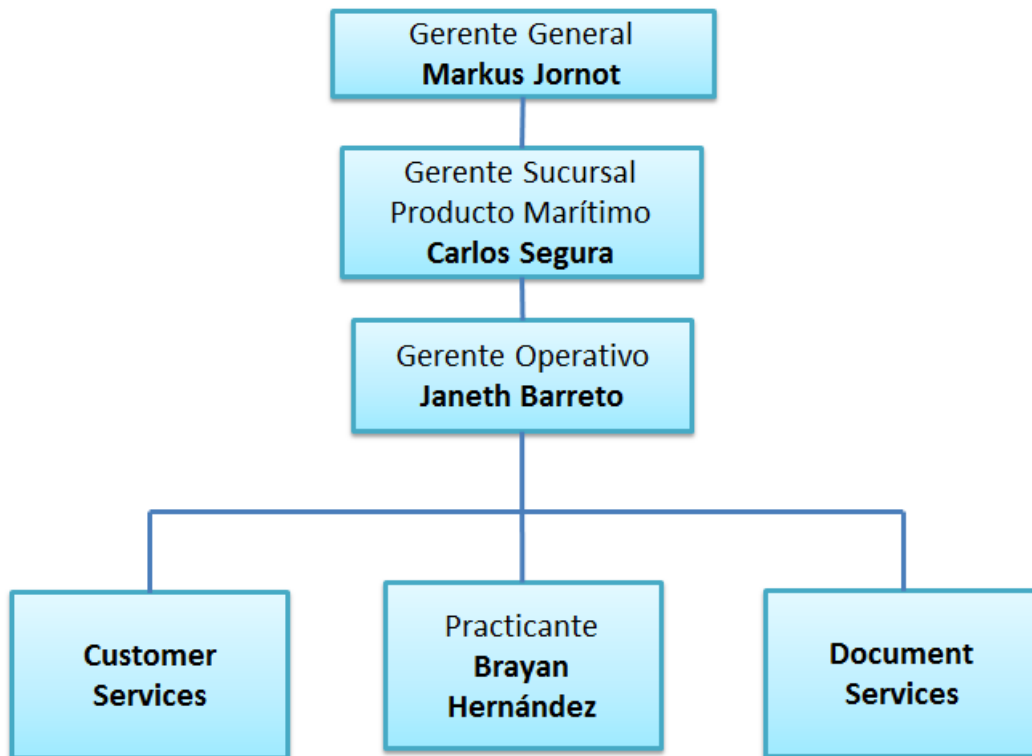 Gerente General
Markus Jornot
Gerente Sucursal
Producto Marítimo
Carlos Segura
Gerente Operativo
Janeth Barreto
Customer
Services
Practicante
Brayan
Hernández
Document
Services